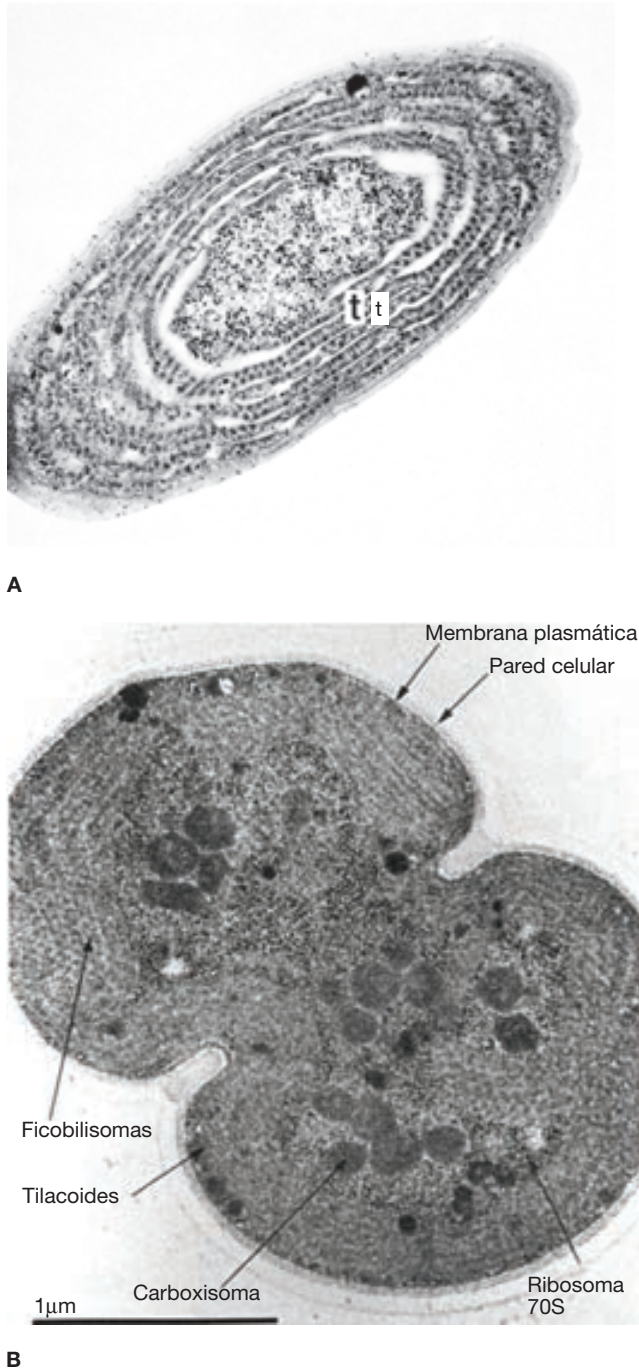 t t
A
Membrana plasmática
Pared celular
Ficobilisomas
Tilacoides
Carboxisoma
Ribosoma
70S
1μm
B